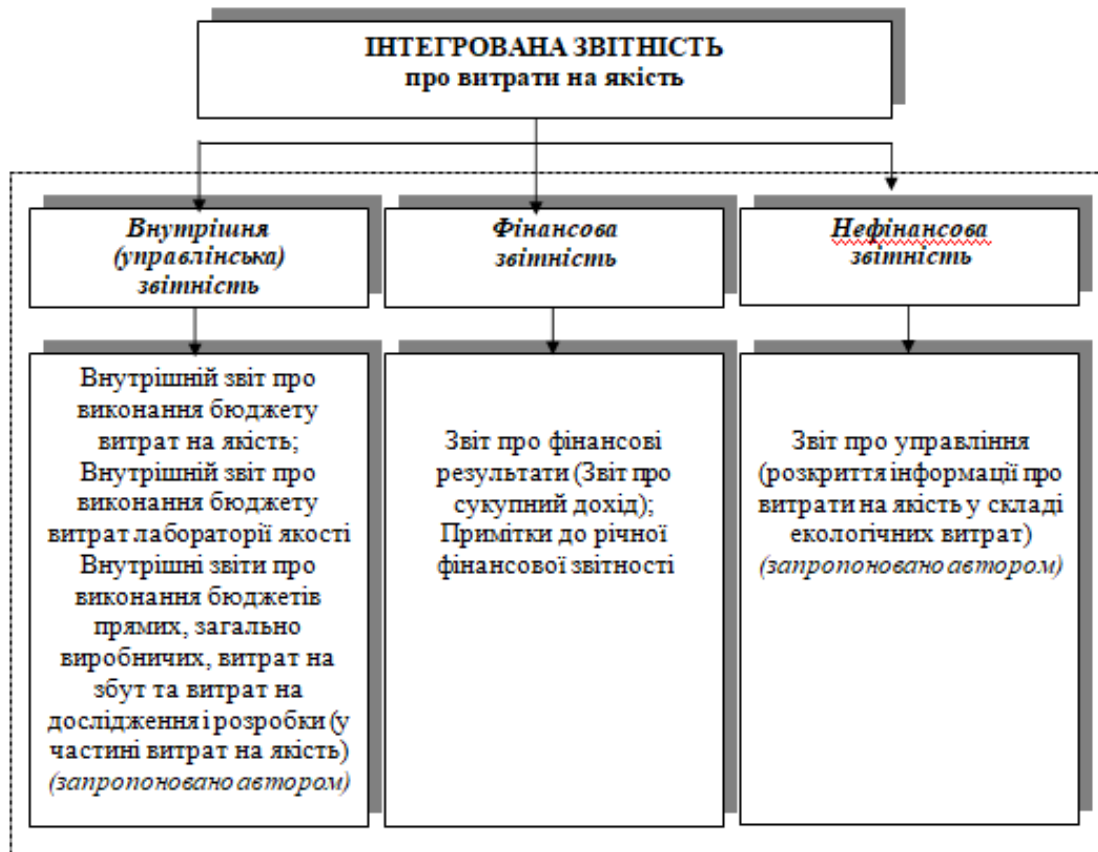 ІНТЕГРОВАНА ЗВІТНІСТЬ
про витрати на якість
Внутрішня
(управлінська)
звітність
Фінансова
звітність
Нефінансова
звітність
Внутрішній звіт про
виконання бюджету
витрат на якість;
Внутрішній звіт про
виконання бюджету
витрат лабораторії якості
Внутрішні звіти про
виконання бюджетів
прямих, загально
виробничих, витрат на
збут та витрат на
дослідження і розробки (у
частині витрат на якість)
(запропоновано автором)
Звіт про фінансові
результати (Звіт про
сукупний дохід);
Примітки до річної
фінансової звітності
Звіт про управління
(розкриття інформації про
витрати на якість у складі
екологічних витрат)
(запропоновано автором)